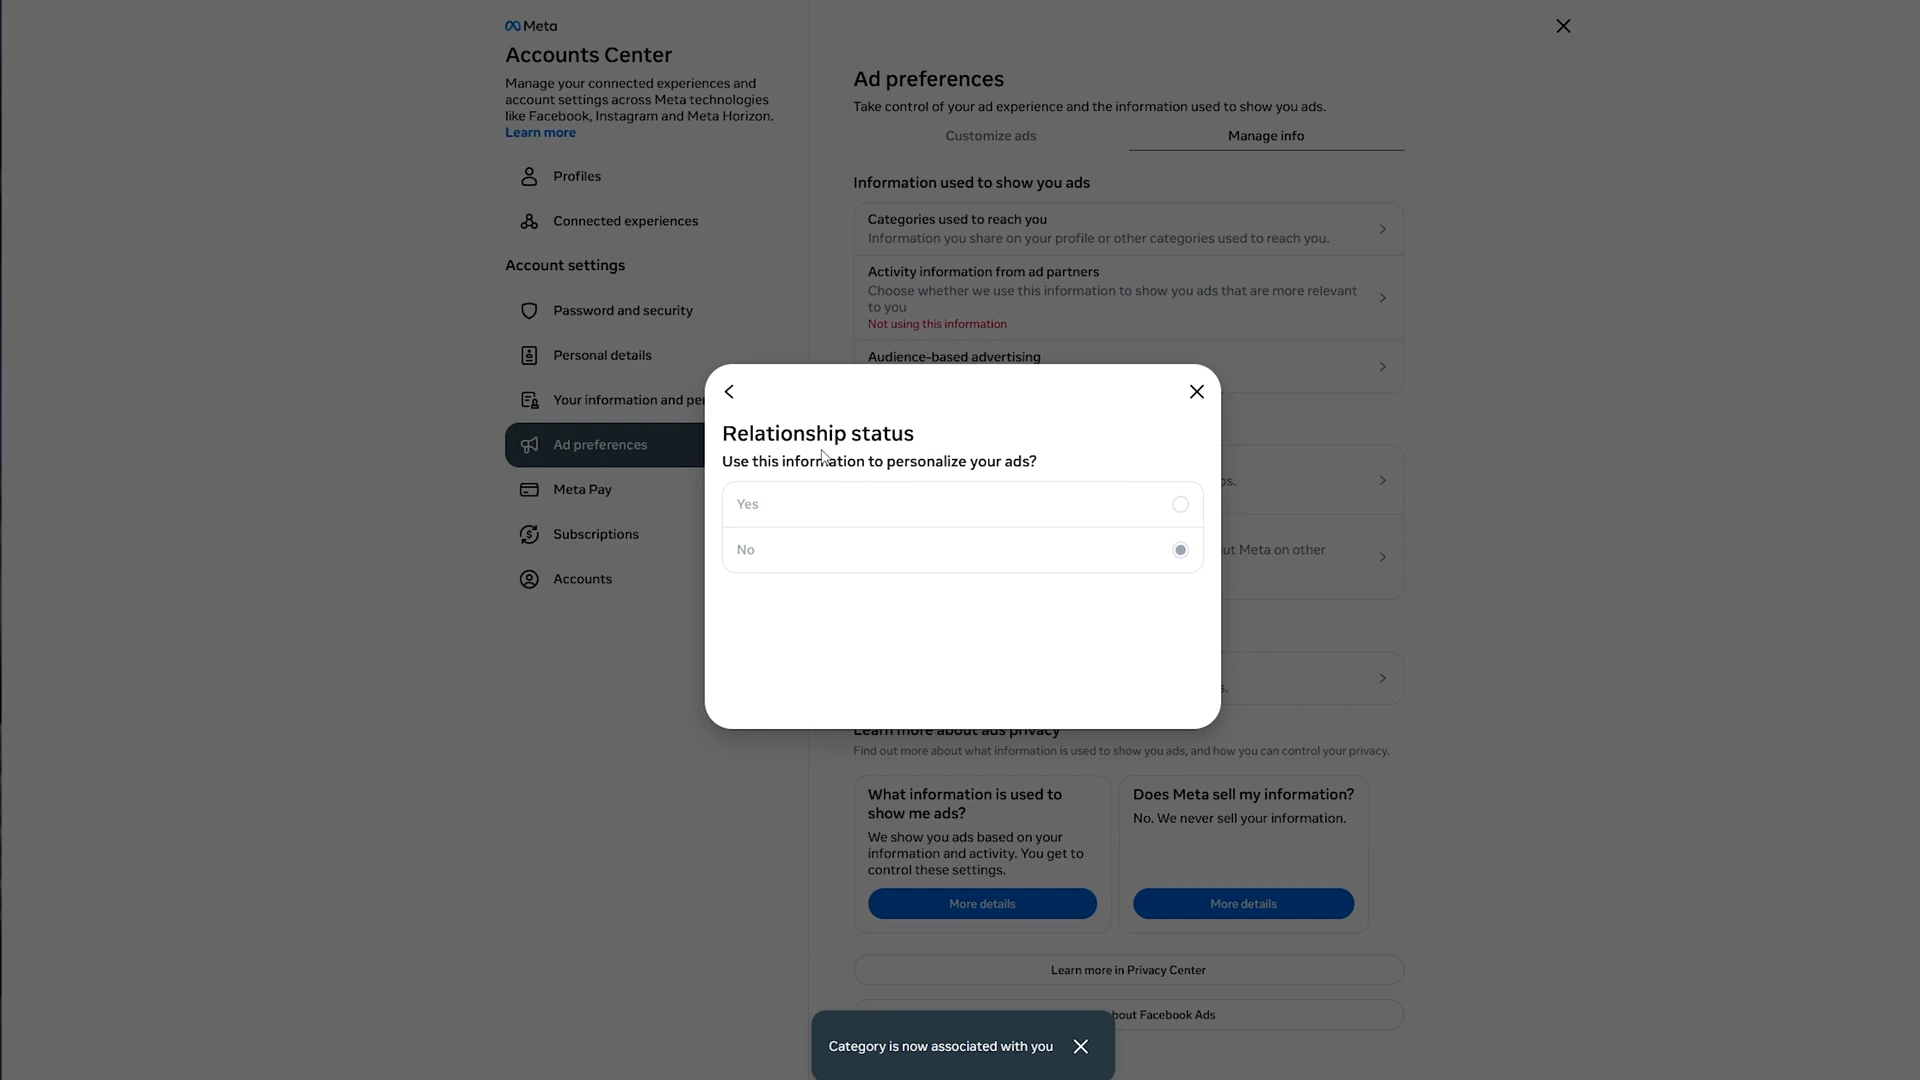 Meta
Accounts Center
Manage your connected experiences and
account settings across Meta technologies
like Facebook, Instagram and Meta Horizon.
Learn more
Profiles
Connected experiences
Account settings
Password and security
Personal details
Your information and per
Ad preferences
Meta Pay
Subscriptions
Accounts
Ad preferences
Take control of your ad experience and the information used to show you ads.
Customize ads
Manage info
Information used to show you ads
Categories used to reach you
Information you share on your profile or other categories used to reach you.
Activity information from ad partners
Choose whether we use this information to show you ads that are more relevant
to you
Not using this information
Audience-based advertising
Relationship status
Use this information to personalize your ads?
Yes
No
ut Meta on other
Learn more about ads privacy
Find out more about what information is used to show you ads, and how you can control your privacy.
What information is used to
show me ads?
We show you ads based on your
information and activity. You get to
control these settings.
More details
Does Meta sell my information?
No. We never sell your information.
More details
Learn more in Privacy Center
bout Facebook Ads
Category is now associated with you